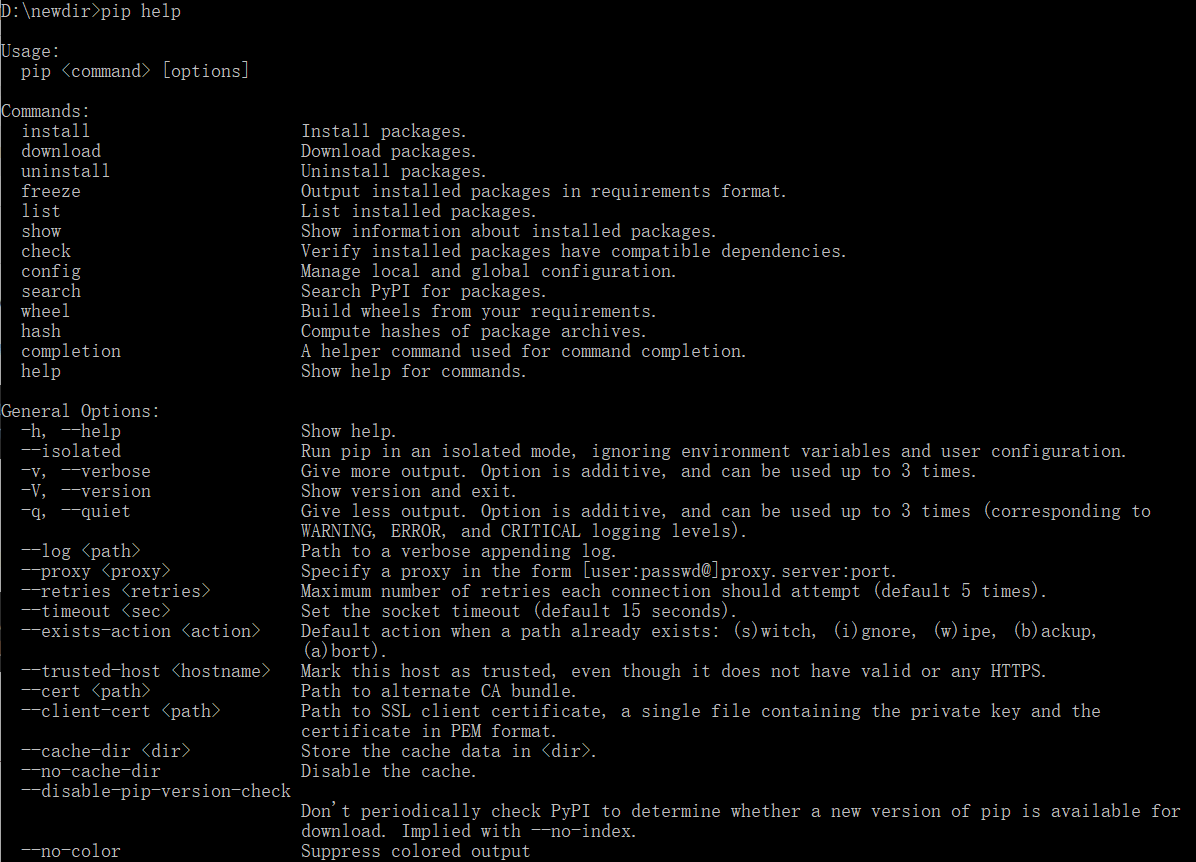 D:\newdir>pip help
Usage:
pip <command> [options]
Commands:
install Install packages.
download Download packages.
uninstall Uninstall packages.
freeze Output installed packages in requirements format.
list List installed packages.
show Show information about installed packages.
check Verify installed packages have compatible dependencies.
config Manage local and global configuration.
search Search PyPI for packages.
wheel Build wheels from your requirements.
hash Compute hashes of package archives.
completion A helper command used for command completion.
help Show help for commands.
General Options:
-h, --help Show help.
--isolated Run pip in an isolated mode, ignoring environment variables and user configuration.
-v, --verbose Give more output. Option is additive, and can be used up to 3 times.
-V, --version Show version and exit.
-q, --quiet Give less output. Option is additive, and can be used up to 3 times (corresponding to
WARNING, ERROR, and CRITICAL logging levels).
--log <path> Path to a verbose appending log.
--proxy <proxy> Specify a proxy in the form [user:passwd@]proxy.server:port.
--retries <retries> Maximum number of retries each connection should attempt (default 5 times).
--timeout <sec> Set the socket timeout (default 15 seconds).
--exists-action <action> Default action when a path already exists: (s)witch, (i)gnore, (w)ipe, (b)ackup,
(a)bort).
--trusted-host <hostname> Mark this host as trusted, even though it does not have valid or any HTTPS.
--cert <path> Path to alternate CA bundle.
--client-cert <path> Path to SSL client certificate, a single file containing the private key and the
certificate in PEM format.
--cache-dir <dir> Store the cache data in <dir>.
--no-cache-dir Disable the cache.
--disable-pip-version-check
Don't periodically check PyPI to determine whether a new version of pip is available for
download. Implied with --no-index.
--no-color Suppress colored output